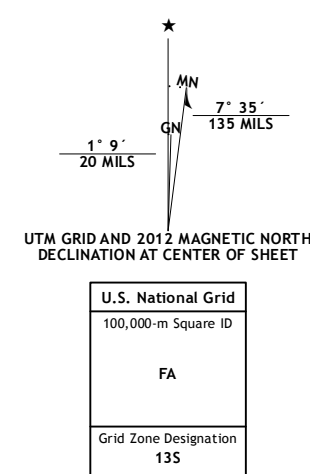 MN
GN
7° 35´
135 MILS
1° 9´
20 MILS
UTM GRID AND 2012 MAGNETIC NORTH
DECLINATION AT CENTER OF SHEET
U.S. National Grid
100,000-m Square ID
FA
Grid Zone Designation
13S